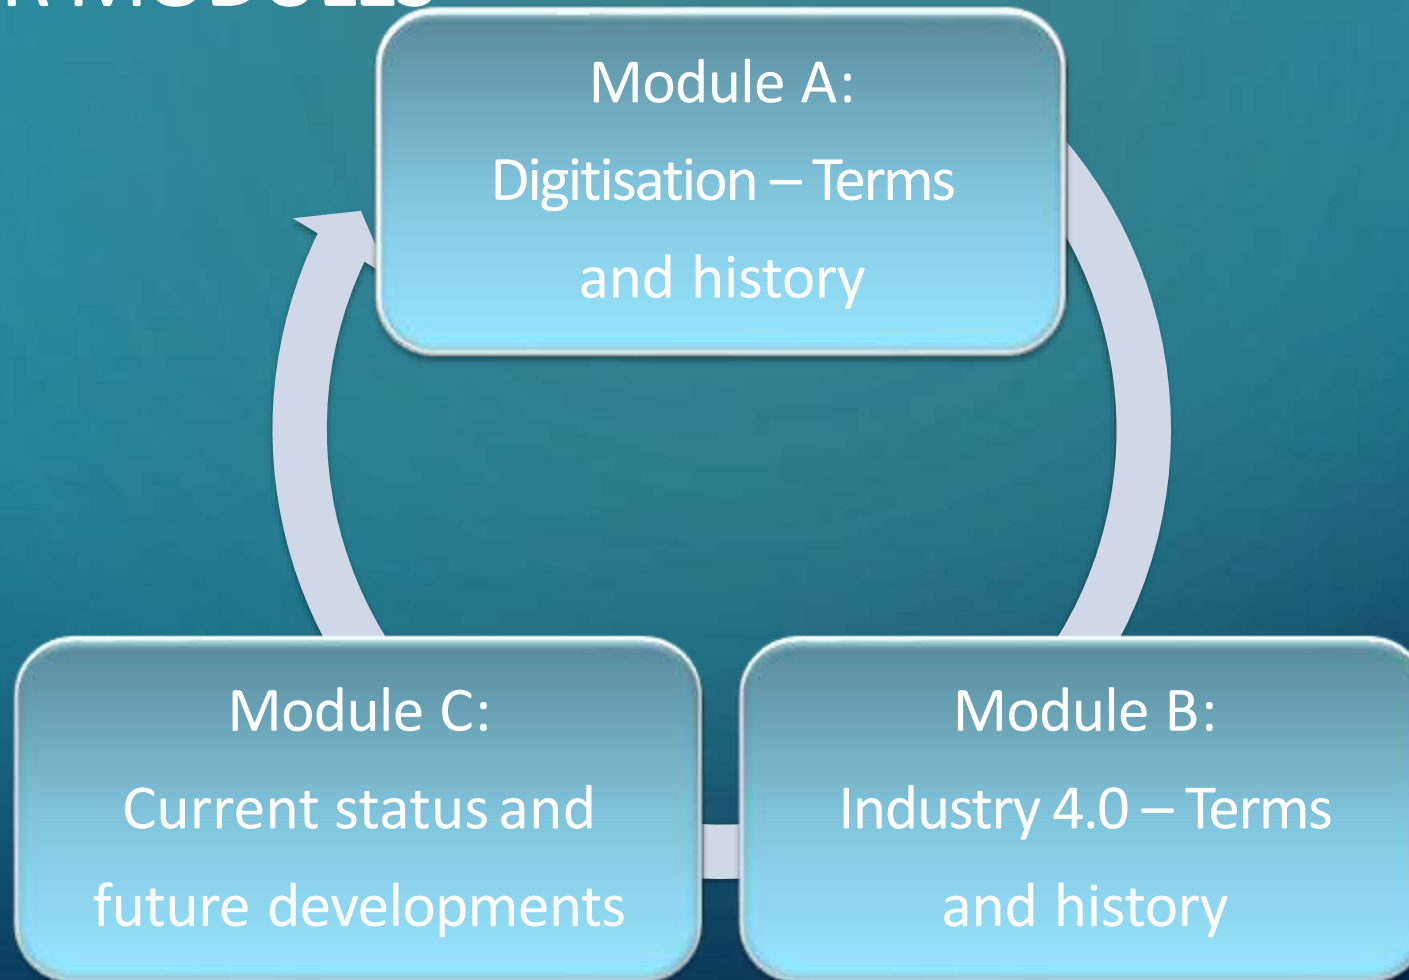 Module A:
Digitisation – Terms
and history
Module C:
Current status and
future developments
Module B:
Industry 4.0 – Terms
and history